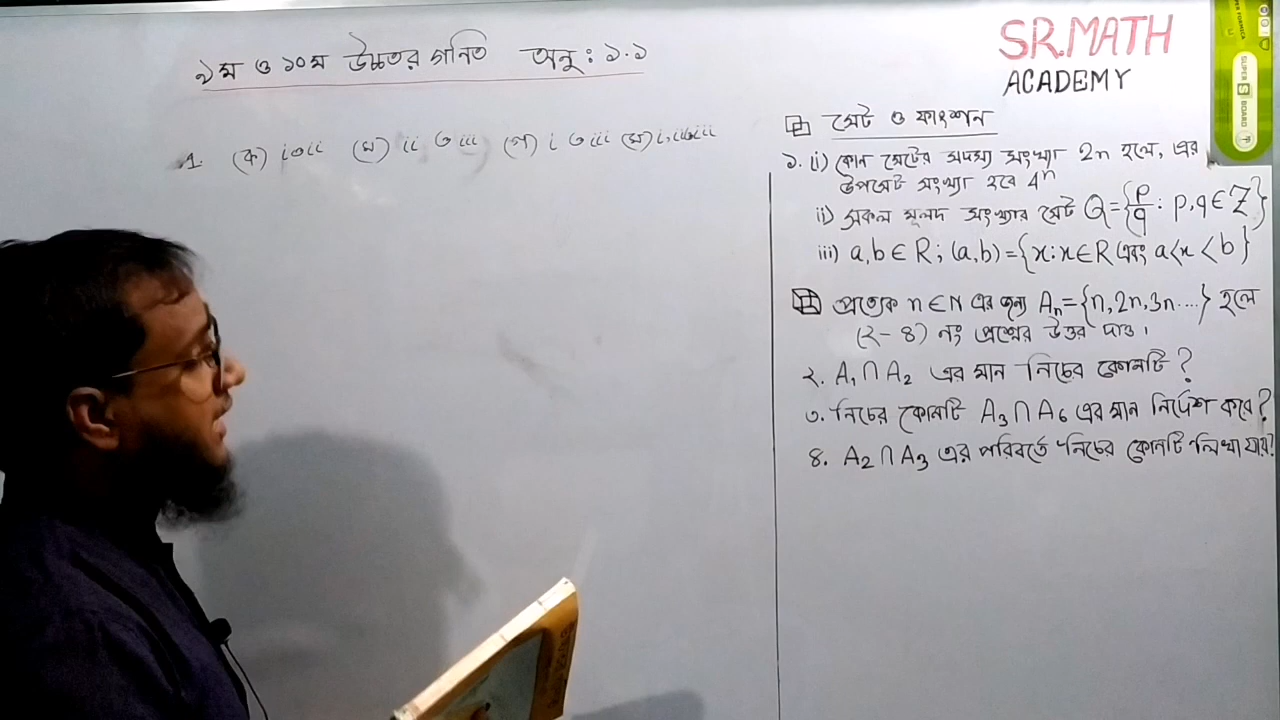 ৯ম ও ১০ম উচ্চতর গনিত অনু: ১.১
SR.MATH
ACADEMY
1. (ক) i ও ii (খ) ii ও iii (গ) i ও iii (ঘ) i, ii ও iii
সেট ও ফাংশন
১. (i) কোন সেটের সদস্য সংখ্যা 2n হলে, এর
উপসেট সংখ্যা হবে 4ⁿ
ii) সকল মূলদ সংখ্যার সেট Q = {p/q : p, q ∈ Z}
iii) a, b ∈ R ; (a, b) = {x : x ∈ R এবং a < x < b}
প্রত্যেক n ∈ N এর জন্য Aₙ = {n, 2n, 3n ....} হলে
(২-৪) নং প্রশ্নের উত্তর দাও।
২. A₁ ∩ A₂ এর মান নিচের কোনটি ?
৩. নিচের কোনটি A₃ ∩ A₆ এর মান নির্দেশ করে ?
৪. A₂ ∩ A₃ এর পরিবর্তে নিচের কোনটি লিখা যায় ?
SUPER S BOARD